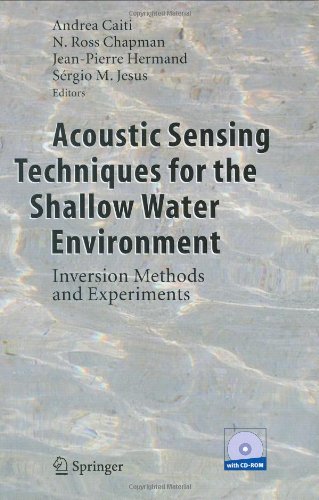 Andrea Caiti
N. Ross Chapman
Jean-Pierre Hermand
Sérgio M. Jesus
Editors
Acoustic Sensing
Techniques for the
Shallow Water
Environment
Inversion Methods
and Experiments
Springer
with CD-ROM